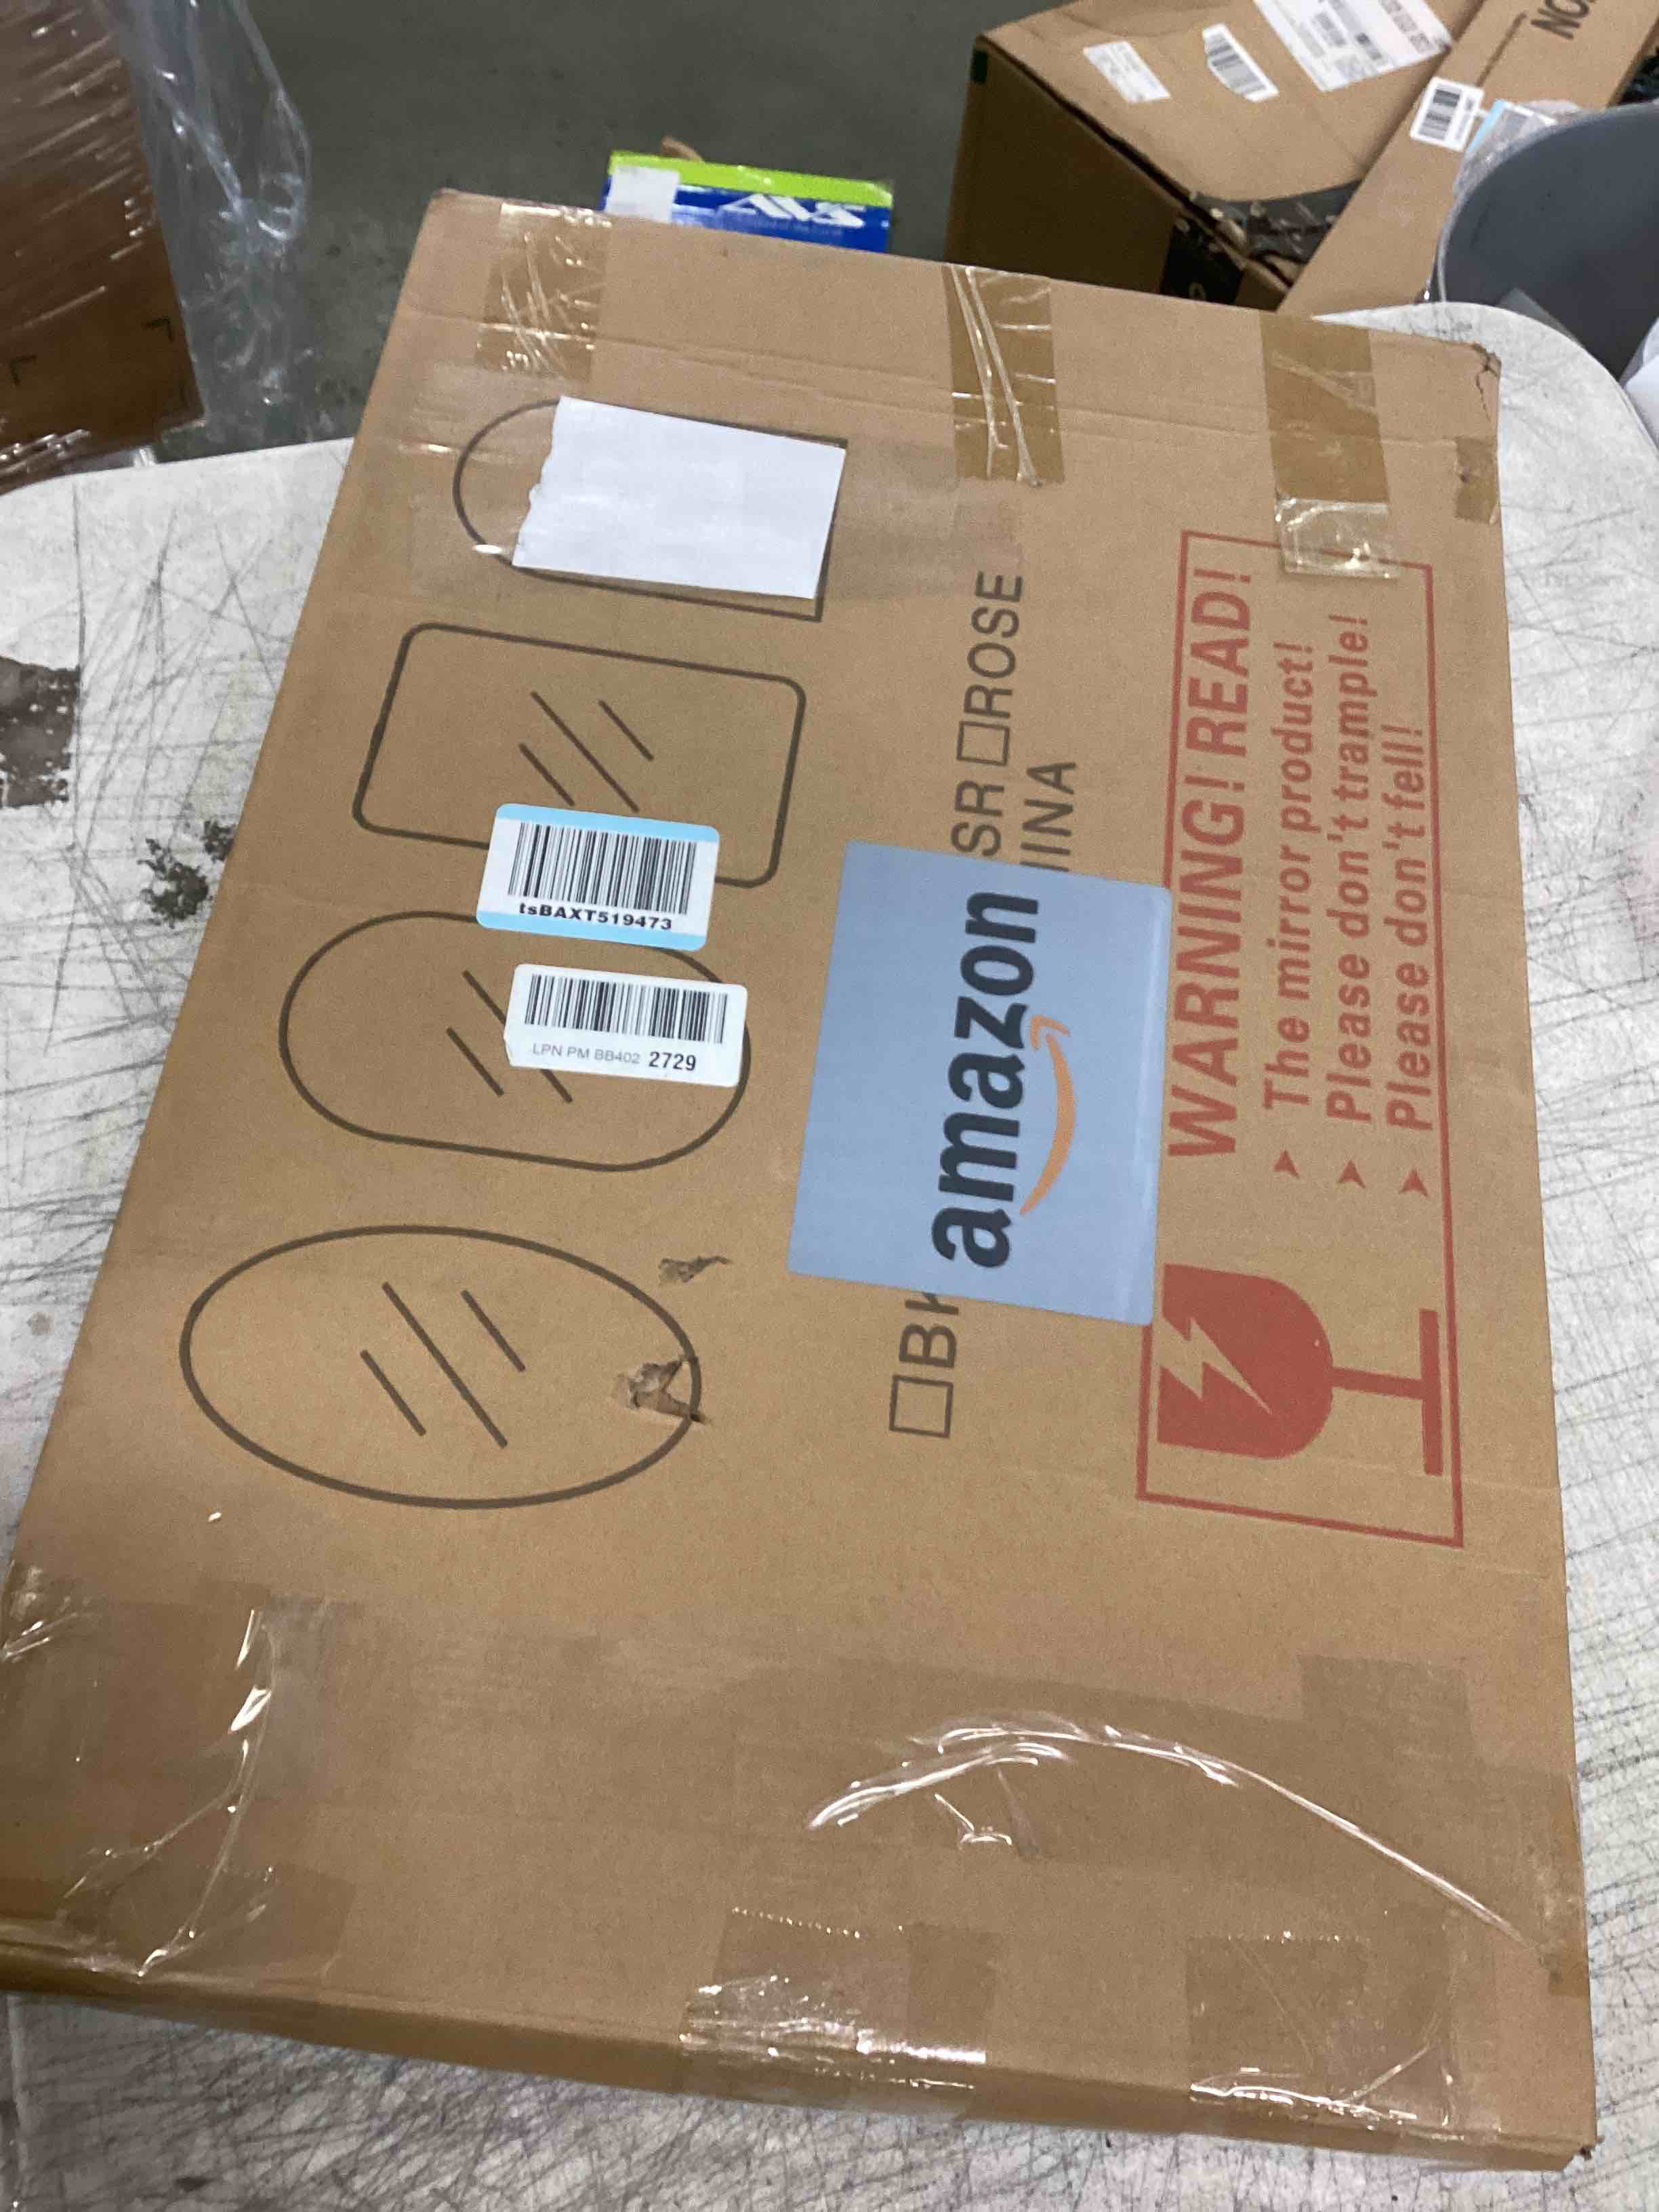 AVS
tsBAXT519473
LPN PM BB402 2729
amazon
SR □ROSE
WARNING! READ!
➤ The mirror product!
➤ Please don't trample!
➤ Please don't fell!